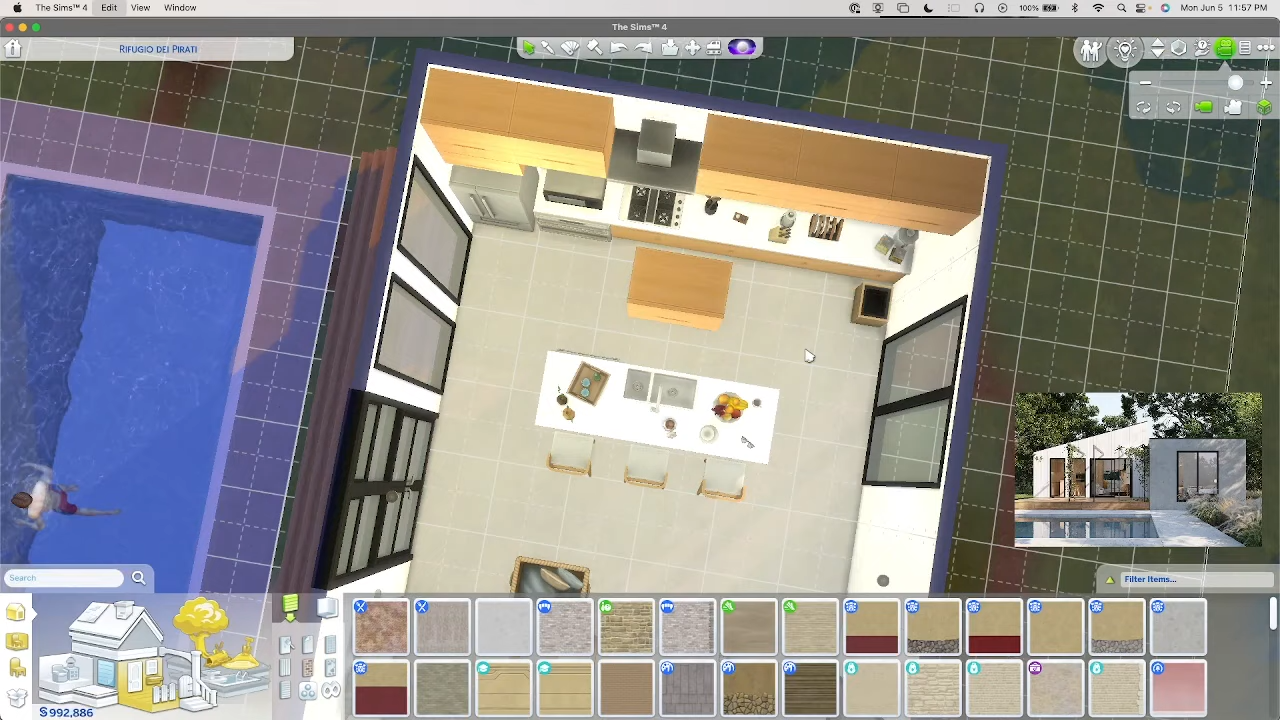 The Sims™ 4 Edit View Window
100% Mon Jun 5 11:57 PM
The Sims™ 4
RIFUGIO DEI PIRATI
Search
Filter Items...
§992,886